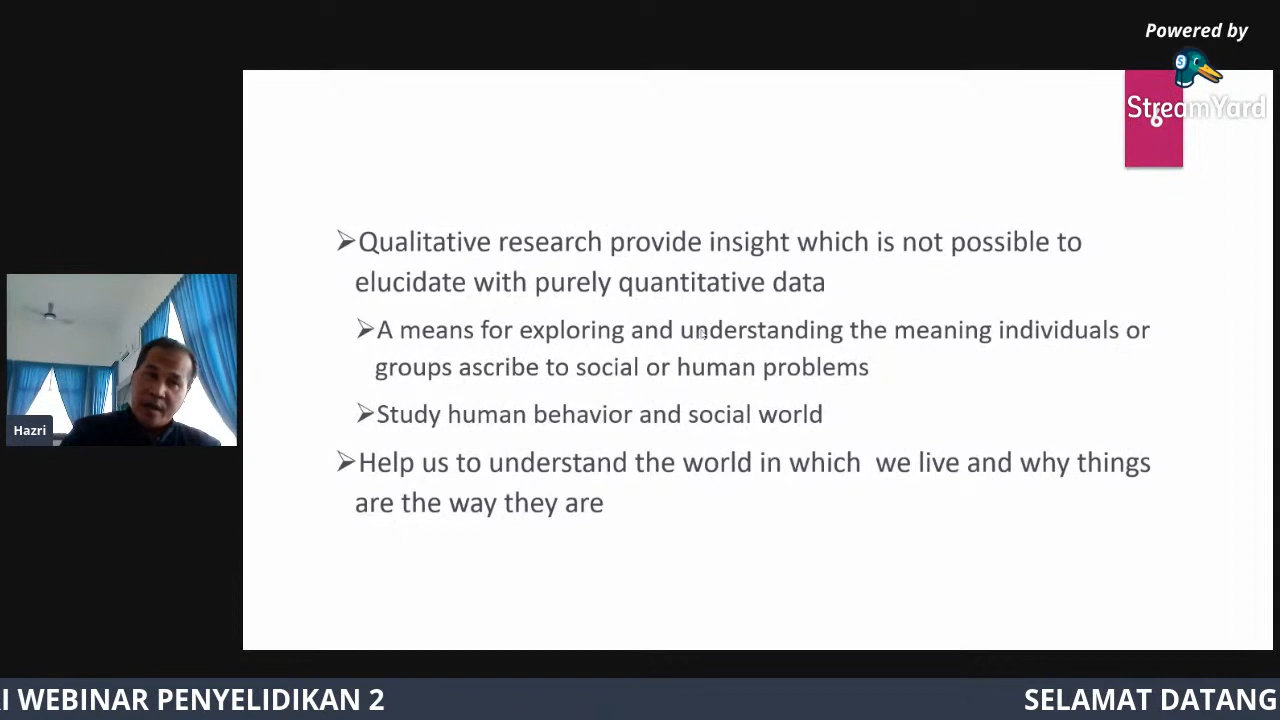 Powered by
StreamYard
6
Qualitative research provide insight which is not possible to
elucidate with purely quantitative data
A means for exploring and understanding the meaning individuals or
groups ascribe to social or human problems
Study human behavior and social world
Help us to understand the world in which  we live and why things
are the way they are
Hazri
I WEBINAR PENYELIDIKAN 2
SELAMAT DATANG